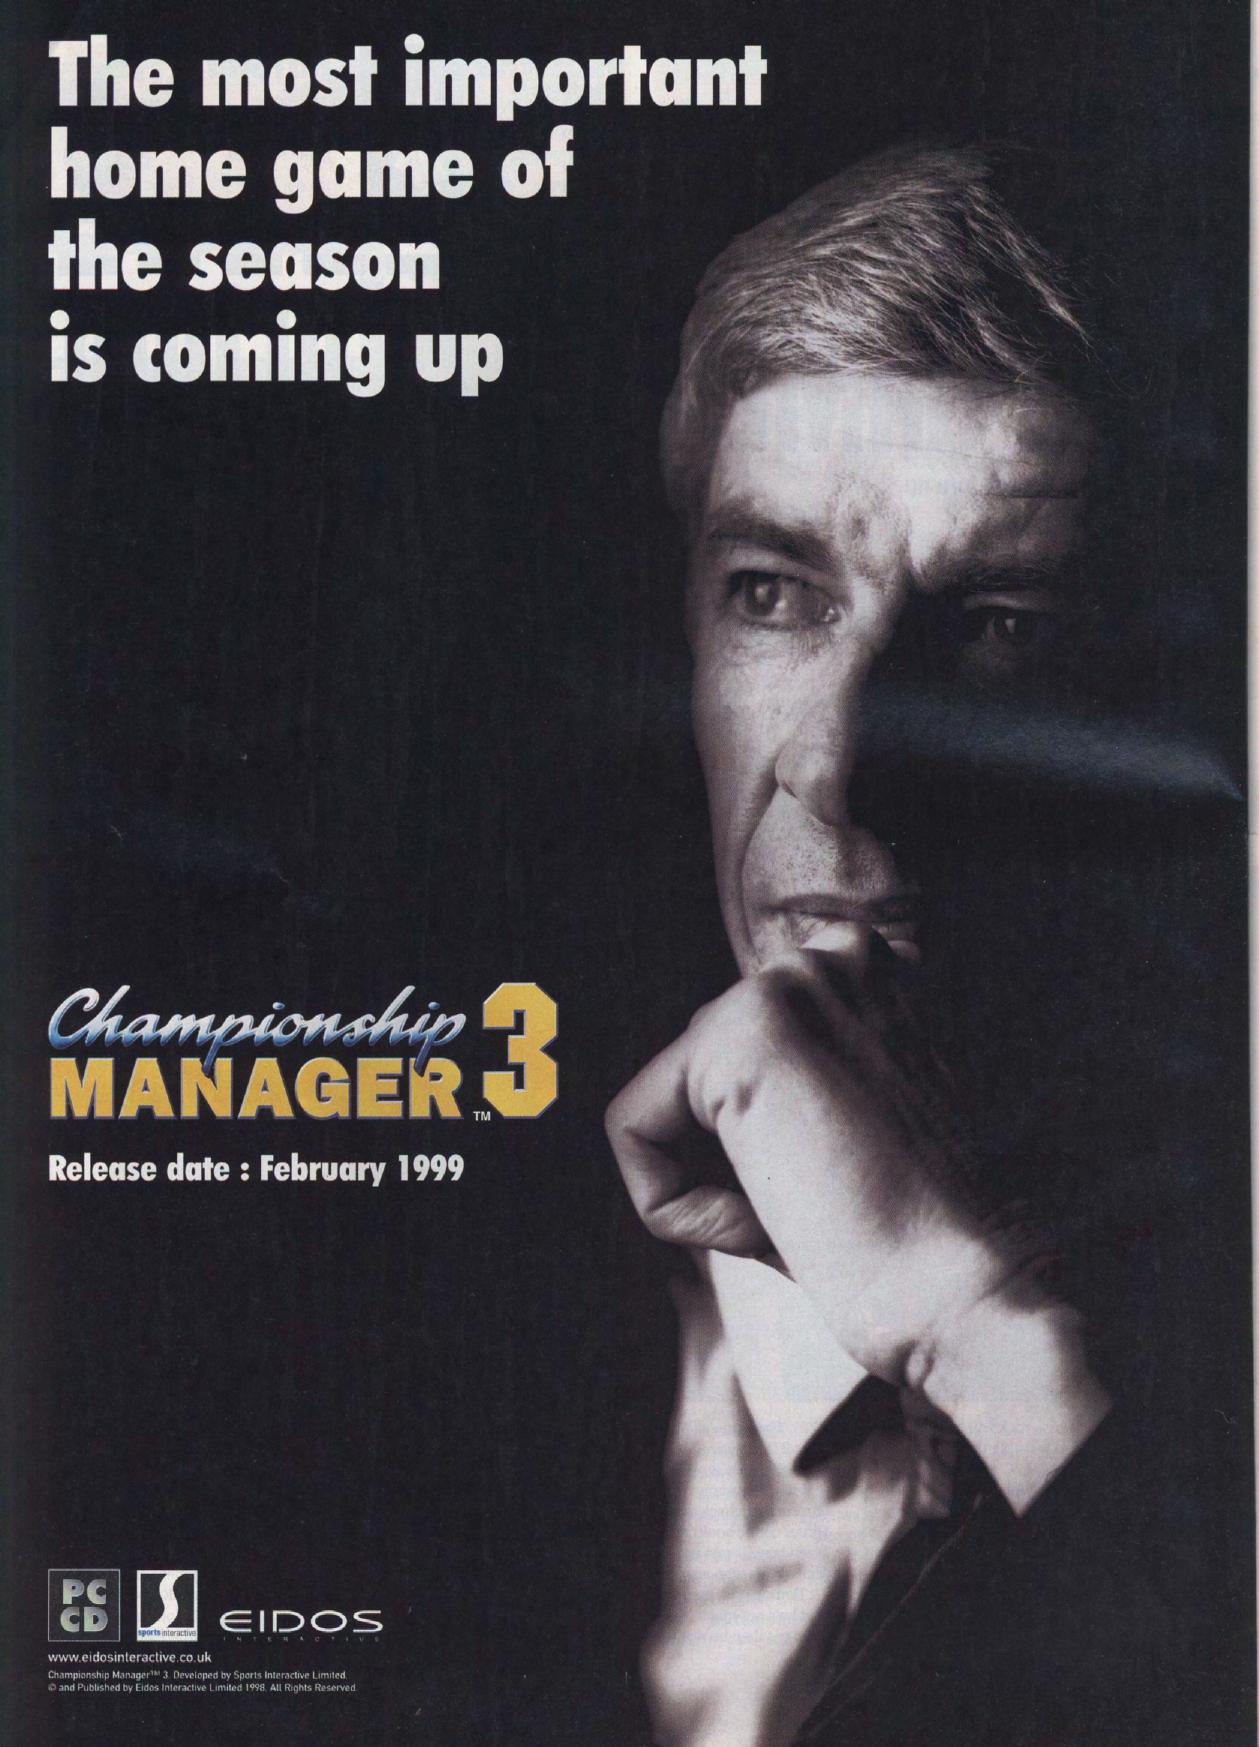 The most important
home game of
the season
is coming up
Championship
MANAGER 3
TM
Release date : February 1999
PC
CD
sports interactive
EIDOS
INTERACTIVE
www.eidosinteractive.co.uk
Championship Manager™ 3. Developed by Sports Interactive Limited.
© and Published by Eidos Interactive Limited 1998. All Rights Reserved.